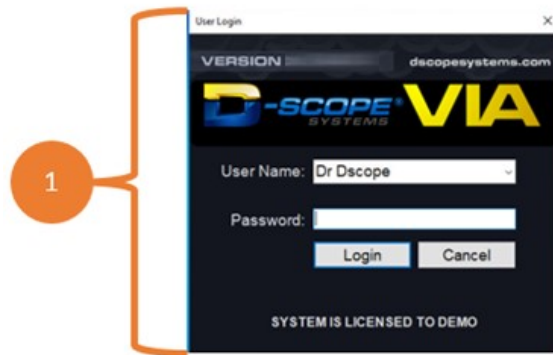 User Login
VERSION dscopesystems.com
D-SCOPE® VIA
SYSTEMS
User Name: Dr Dscope
Password:
Login Cancel
SYSTEM IS LICENSED TO DEMO
1